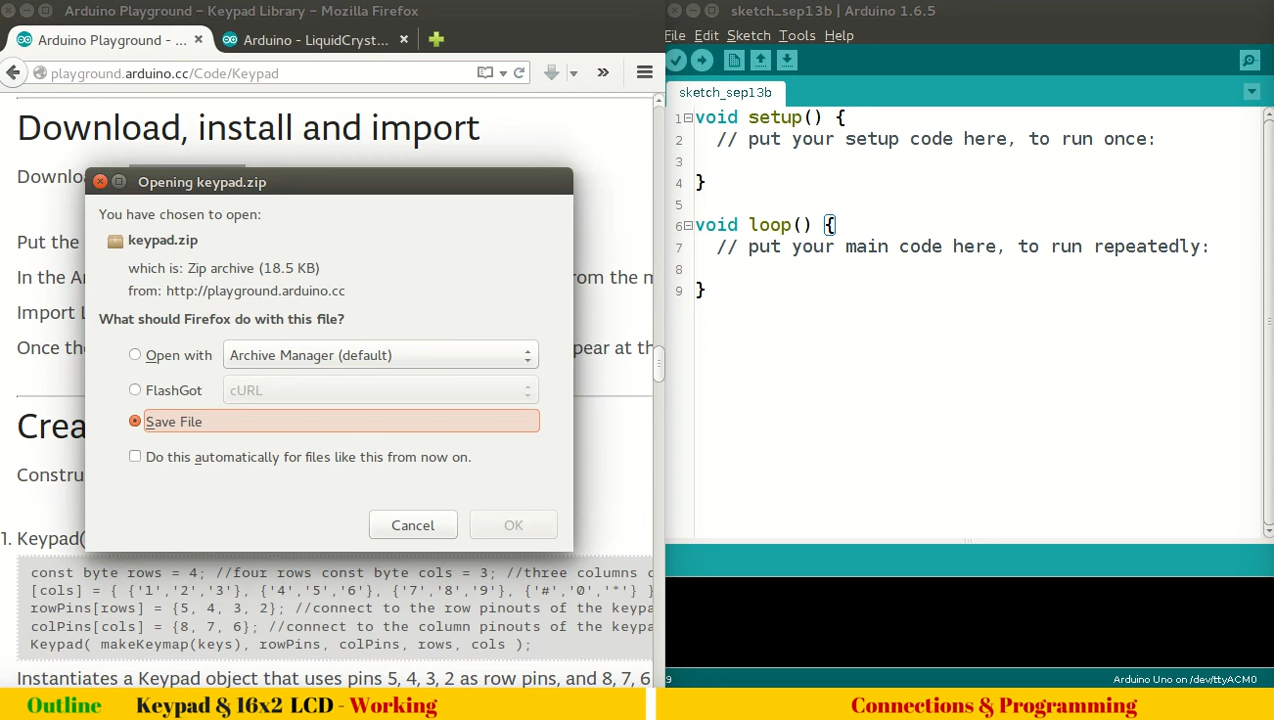 Arduino Playground – Keypad Library – Mozilla Firefox
Arduino Playground - ...
Arduino - LiquidCryst...
playground.arduino.cc/Code/Keypad
Download, install and import
Put the
In the
rom the m
Import
Once the
pear at th
Opening keypad.zip
You have chosen to open:
keypad.zip
which is: Zip archive (18.5 KB)
from: http://playground.arduino.cc
What should Firefox do with this file?
Open with
Archive Manager (default)
FlashGot
cURL
Save File
Do this automatically for files like this from now on.
Cancel
OK
1. Keypad(
const byte rows = 4; //four rows const byte cols = 3; //three columns
[cols] = { {'1','2','3'}, {'4','5','6'}, {'7','8','9'}, {'#','0','*'} }
rowPins[rows] = {5, 4, 3, 2}; //connect to the row pinouts of the keypa
colPins[cols] = {8, 7, 6}; //connect to the column pinouts of the keypa
Keypad( makeKeymap(keys), rowPins, colPins, rows, cols );
Instantiates a Keypad object that uses pins 5, 4, 3, 2 as row pins, and 8, 7, 6
sketch_sep13b | Arduino 1.6.5
File Edit Sketch Tools Help
sketch_sep13b
1 void setup() {
2 // put your setup code here, to run once:
3
4 }
5
6 void loop() {
7 // put your main code here, to run repeatedly:
8
9 }
9
Arduino Uno on /dev/ttyACM0
Outline Keypad & 16x2 LCD - Working
Connections & Programming